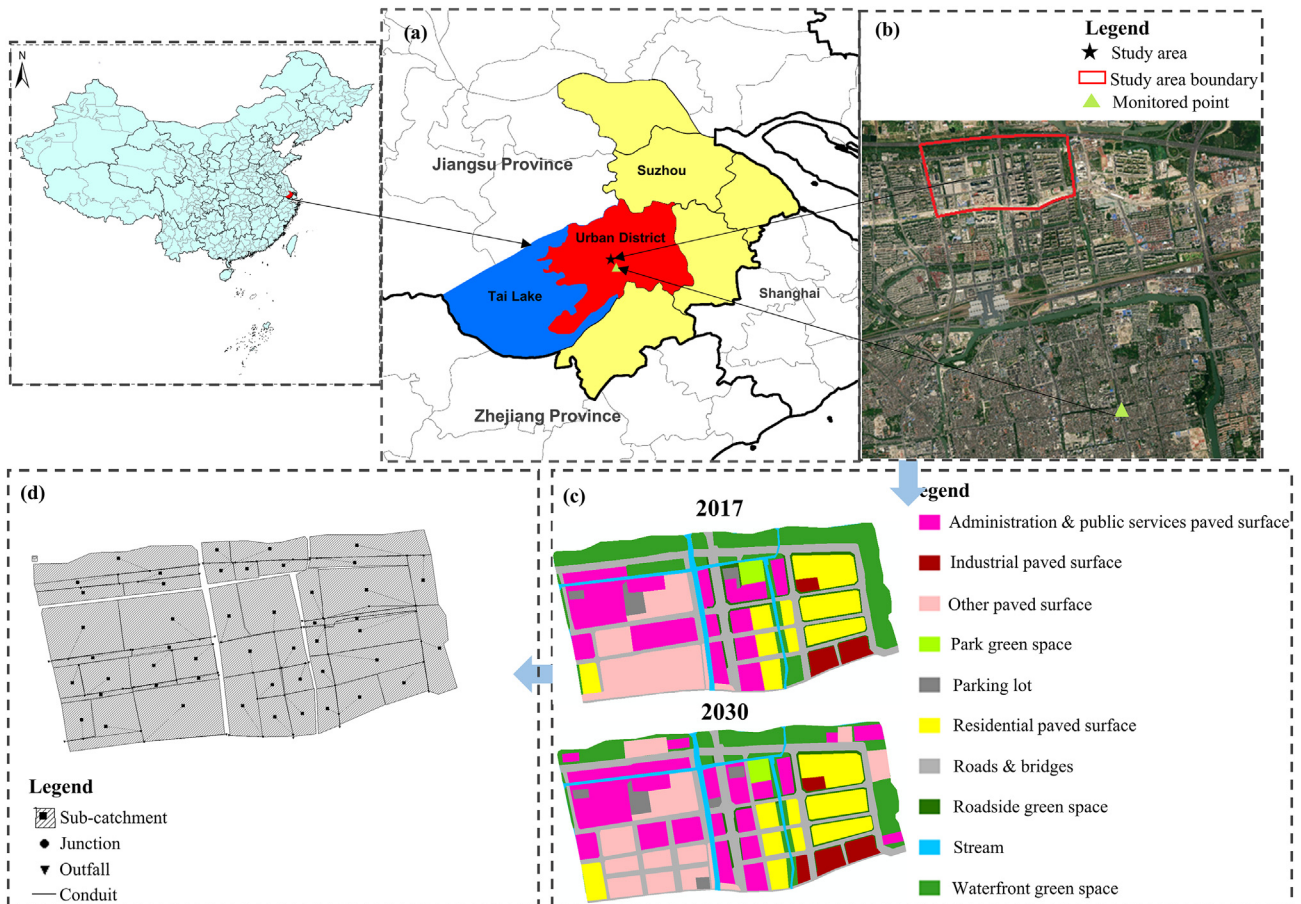 N
(a)
Jiangsu Province
Suzhou
Urban District
Tai Lake
Shanghai
Zhejiang Province
(b)
Legend
Study area
Study area boundary
Monitored point
(d)
Legend
Sub-catchment
Junction
Outfall
Conduit
(c)
2017
2030
egend
Administration & public services paved surface
Industrial paved surface
Other paved surface
Park green space
Parking lot
Residential paved surface
Roads & bridges
Roadside green space
Stream
Waterfront green space